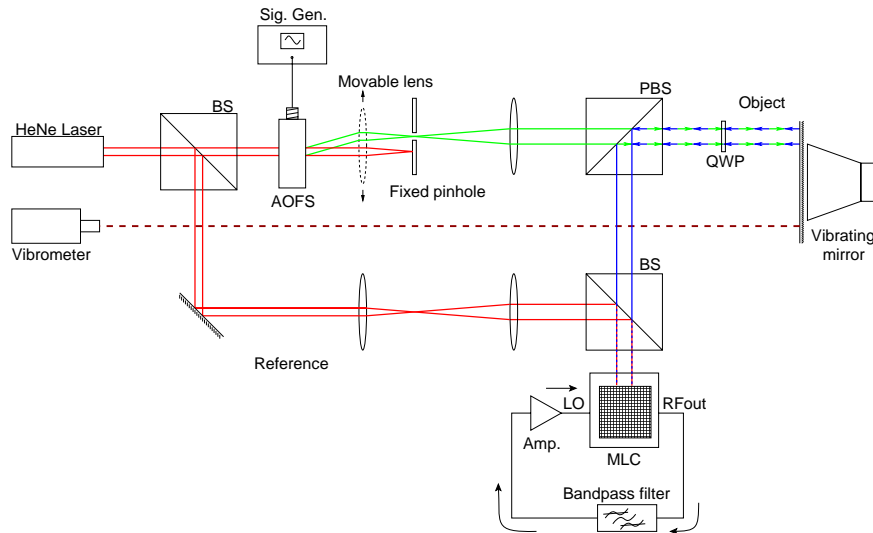 Sig. Gen.
Movable lens
BS
PBS
Object
HeNe Laser
QWP
AOFS
Fixed pinhole
Vibrometer
Vibrating
mirror
BS
Reference
LO
RFout
Amp.
MLC
Bandpass filter